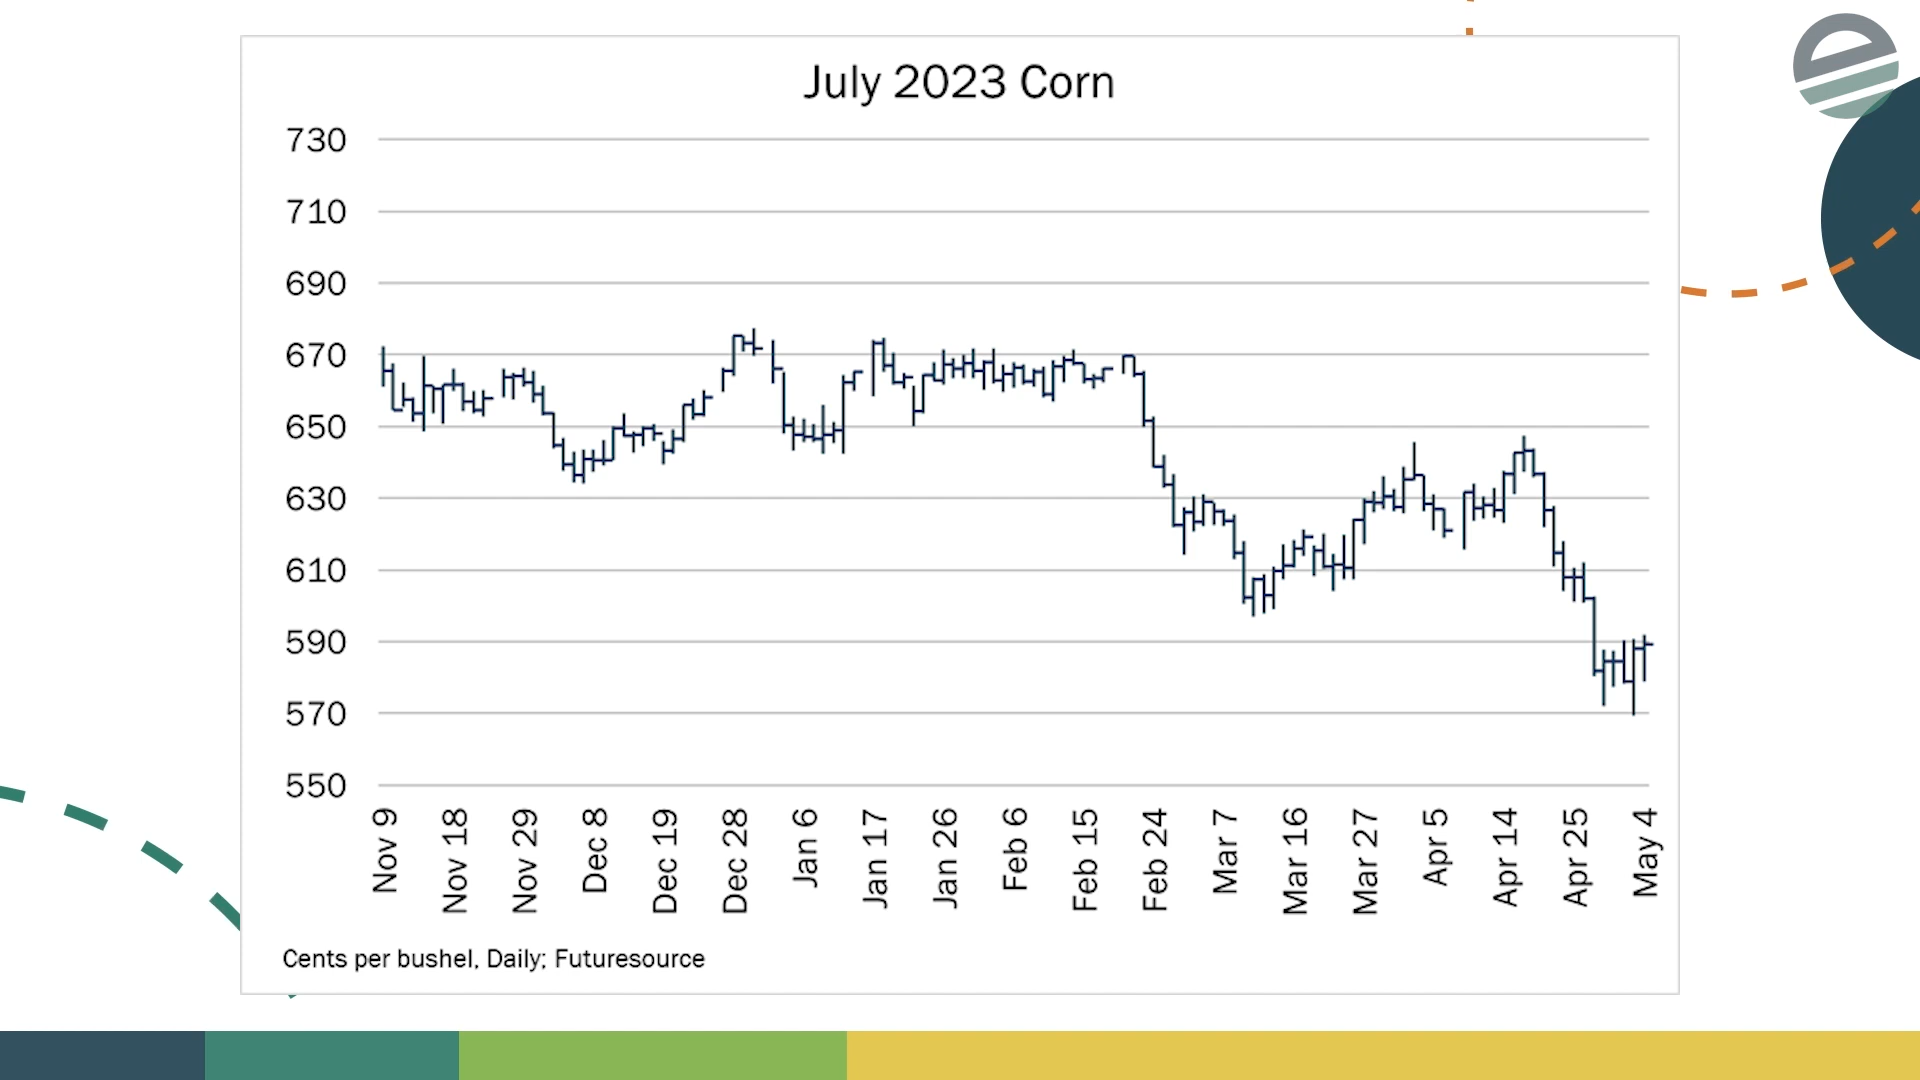 July 2023 Corn
730
710
690
670
650
630
610
590
570
550
Nov 9
Nov 18
Nov 29
Dec 8
Dec 19
Dec 28
Jan 6
Jan 17
Jan 26
Feb 6
Feb 15
Feb 24
Mar 7
Mar 16
Mar 27
Apr 5
Apr 14
Apr 25
May 4
Cents per bushel, Daily; Futuresource